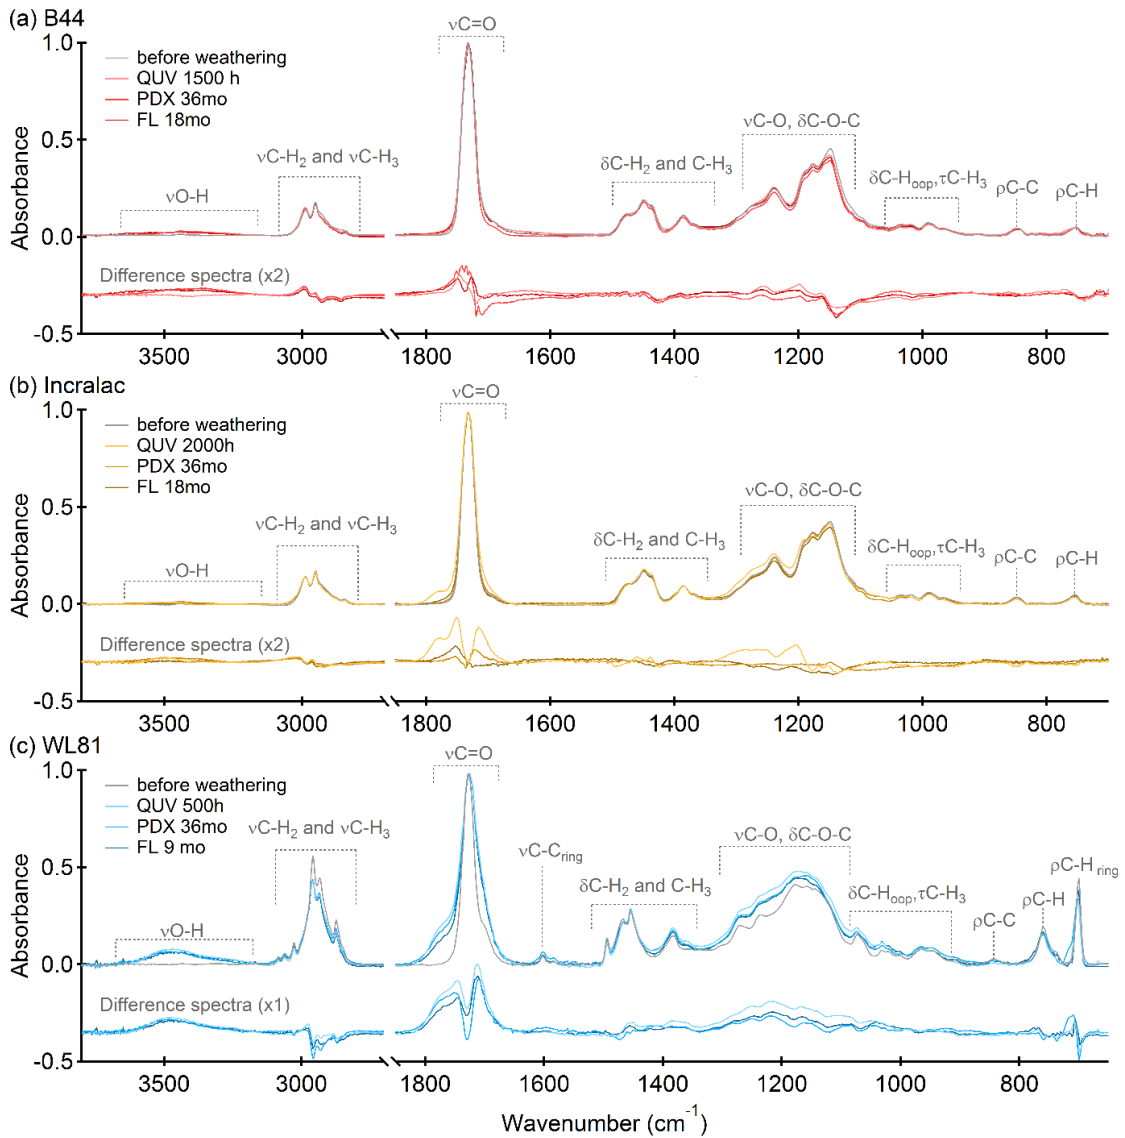 (a) B44
νC=O
1.0
before weathering
QUV 1500 h
PDX 36mo
FL 18mo
νC-O, δC-O-C
νC-H2 and νC-H3
δC-H2 and C-H3
0.5
δC-Hoop,τC-H3
νO-H
ρC-C
ρC-H
Absorbance
0.0
Difference spectra (x2)
-0.5
3500 3000 1800 1600 1400 1200 1000 800
(b) Incralac
νC=O
1.0
before weathering
QUV 2000h
PDX 36mo
FL 18mo
νC-O, δC-O-C
0.5
νC-H2 and νC-H3
δC-H2 and C-H3
δC-Hoop,τC-H3
ρC-C
ρC-H
νO-H
Absorbance
0.0
Difference spectra (x2)
-0.5
3500 3000 1800 1600 1400 1200 1000 800
(c) WL81
νC=O
1.0
before weathering
QUV 500h
PDX 36mo
FL 9 mo
νC-H2 and νC-H3
νC-O, δC-O-C
νC-Cring
ρC-H ring
0.5
δC-H2 and C-H3
δC-Hoop,τC-H3
ρC-H
ρC-C
νO-H
Absorbance
0.0
Difference spectra (x1)
-0.5
3500 3000 1800 1600 1400 1200 1000 800
Wavenumber (cm-1)